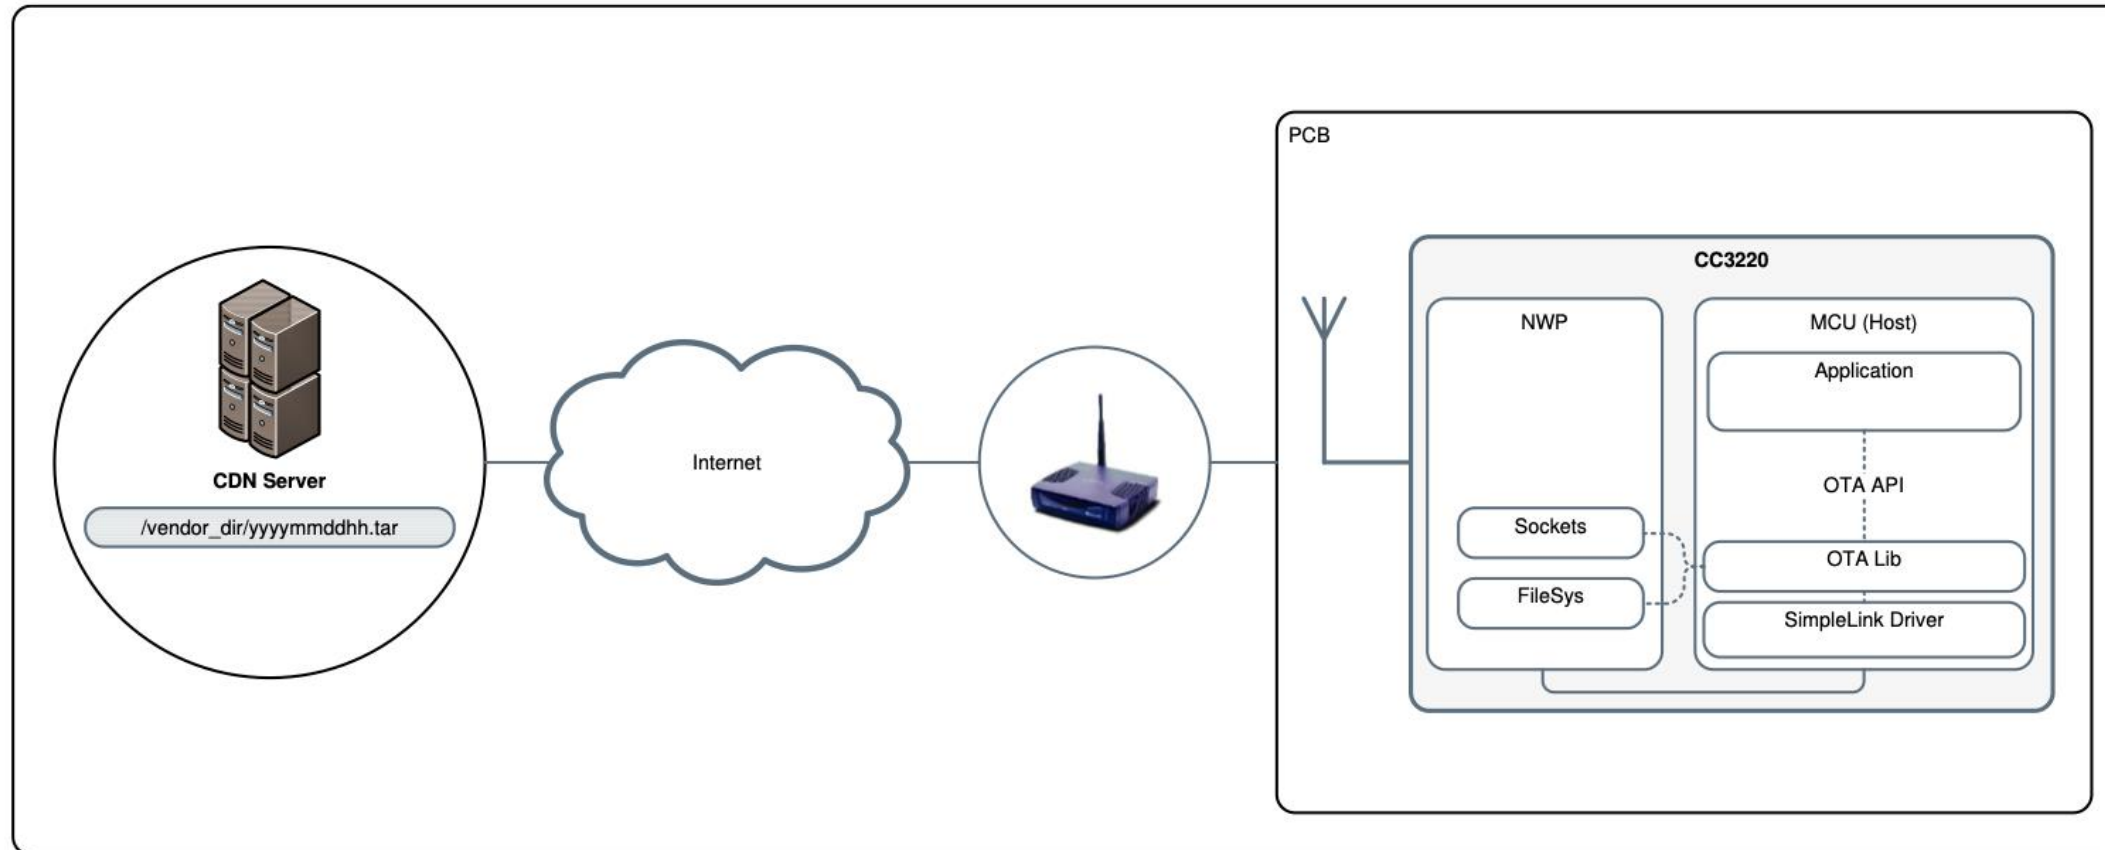 PCB
CC3220
NWP
MCU (Host)
Application
OTA API
Sockets
OTA Lib
FileSys
SimpleLink Driver
Internet
CDN Server
/vendor_dir/yyyymmddhh.tar